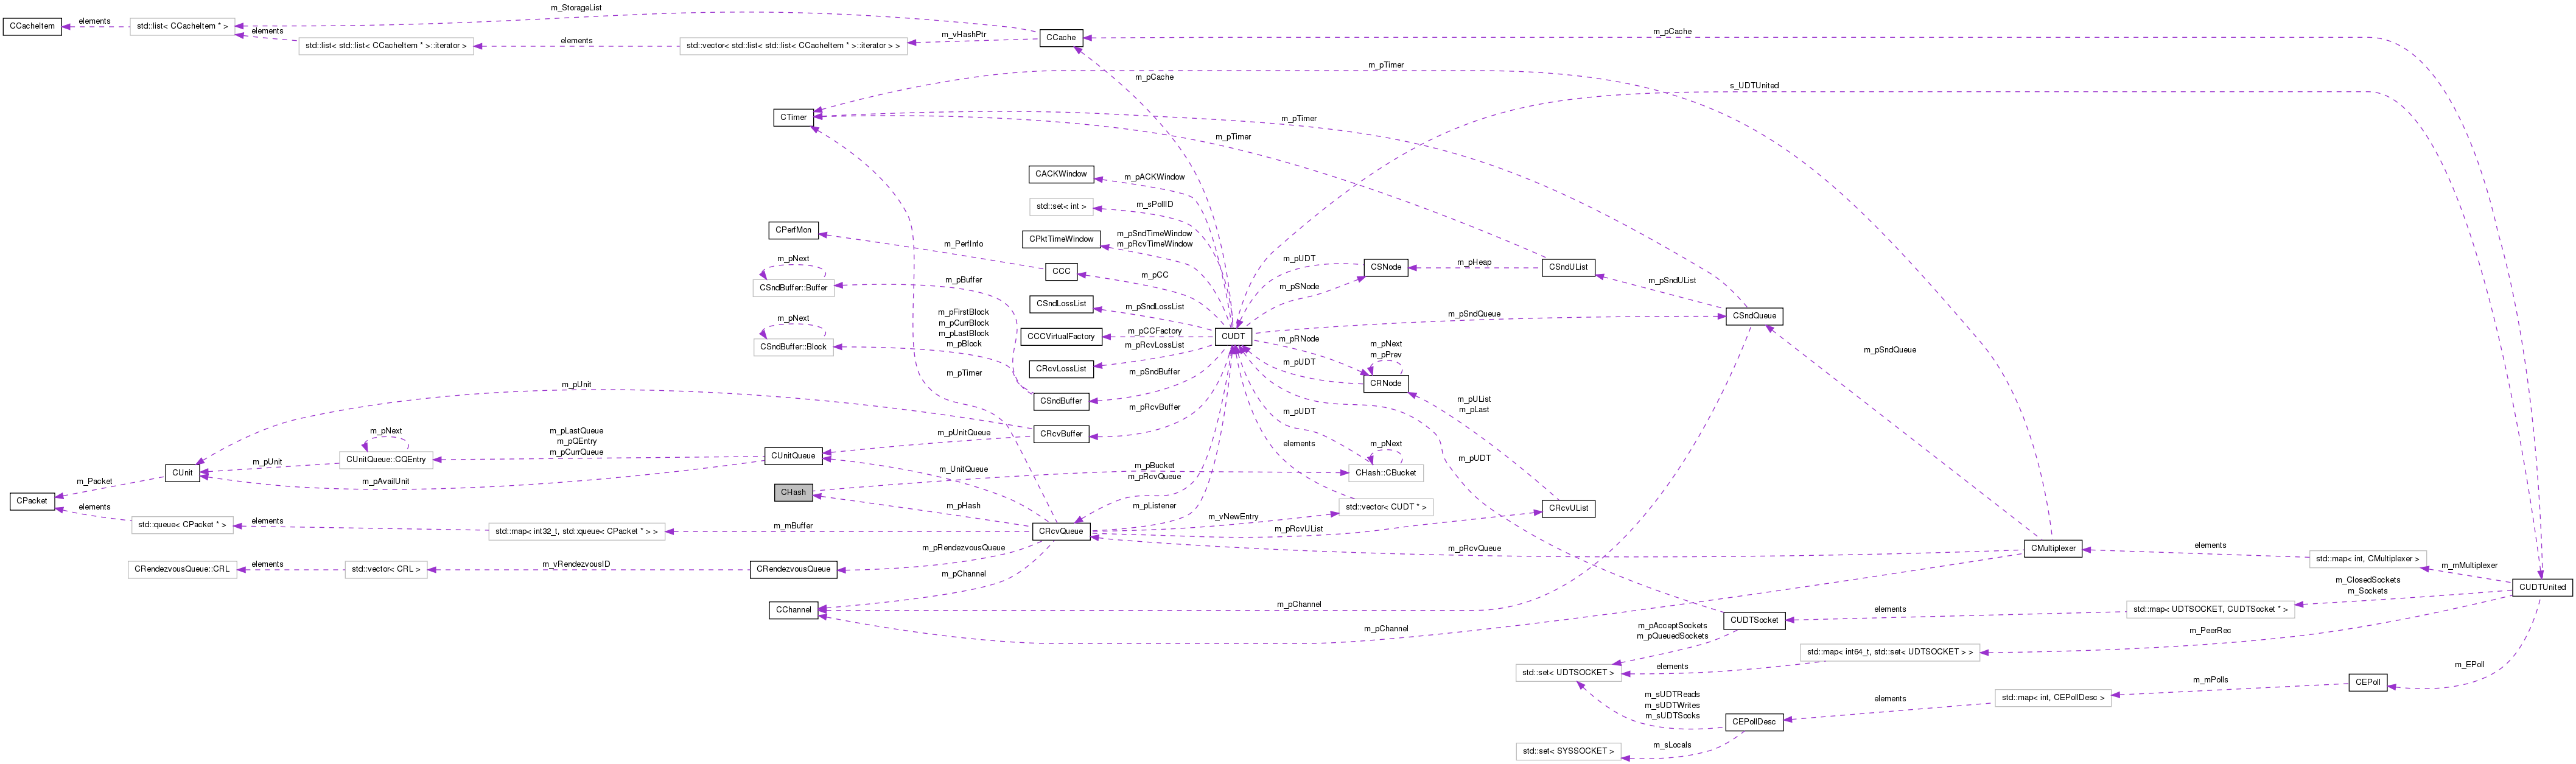 m_StorageList
CCacheItem
elements
std::list< CCacheItem * >
elements
std::list< std::list< CCacheItem * >::iterator >
elements
std::vector< std::list< std::list< CCacheItem * >::iterator > >
m_vHashPtr
CCache
m_pCache
m_pTimer
m_pCache
s_UDTUnited
CTimer
m_pTimer
m_pTimer
CACKWindow
m_pACKWindow
std::set< int >
m_sPollID
CPerfMon
m_PerfInfo
CPktTimeWindow
m_pSndTimeWindow
m_pRcvTimeWindow
m_pNext
CSndBuffer::Buffer
m_pBuffer
CCC
m_pCC
m_pUDT
CSNode
m_pHeap
CSndUList
m_pSndUList
m_pSNode
CSndLossList
m_pSndLossList
m_pFirstBlock
m_pCurrBlock
m_pLastBlock
m_pBlock
m_pNext
CSndBuffer::Block
CCCVirtualFactory
m_pCCFactory
CUDT
m_pSndQueue
CSndQueue
m_pRcvLossList
CRcvLossList
m_pRNode
m_pNext
m_pPrev
m_pUDT
CRNode
m_pSndQueue
m_pTimer
m_pSndBuffer
CSndBuffer
m_pUnit
m_pRcvBuffer
CRcvBuffer
m_pUList
m_pLast
m_pUDT
m_pNext
CUnitQueue::CQEntry
m_pLastQueue
m_pQEntry
m_pCurrQueue
CUnitQueue
m_pUnitQueue
elements
m_pNext
CHash::CBucket
m_pUDT
CPacket
m_Packet
CUnit
m_pUnit
m_pAvailUnit
CHash
m_UnitQueue
m_pBucket
m_pRcvQueue
m_pHash
m_pListener
std::vector< CUDT * >
CRcvUList
elements
std::queue< CPacket * >
elements
std::map< int32_t, std::queue< CPacket * > >
m_mBuffer
CRcvQueue
m_vNewEntry
m_pRcvUList
CRendezvousQueue::CRL
elements
std::vector< CRL >
m_vRendezvousID
CRendezvousQueue
m_pRendezvousQueue
m_pChannel
m_pRcvQueue
CMultiplexer
elements
std::map< int, CMultiplexer >
m_mMultiplexer
CUDTUnited
CChannel
m_pChannel
m_pChannel
CUDTSocket
elements
std::map< UDTSOCKET, CUDTSocket * >
m_ClosedSockets
m_Sockets
m_pAcceptSockets
m_pQueuedSockets
std::set< UDTSOCKET >
elements
std::map< int64_t, std::set< UDTSOCKET > >
m_PeerRec
m_EPoll
m_sUDTReads
m_sUDTWrites
m_sUDTSocks
CEPollDesc
elements
std::map< int, CEPollDesc >
m_mPolls
CEPoll
std::set< SYSSOCKET >
m_sLocals